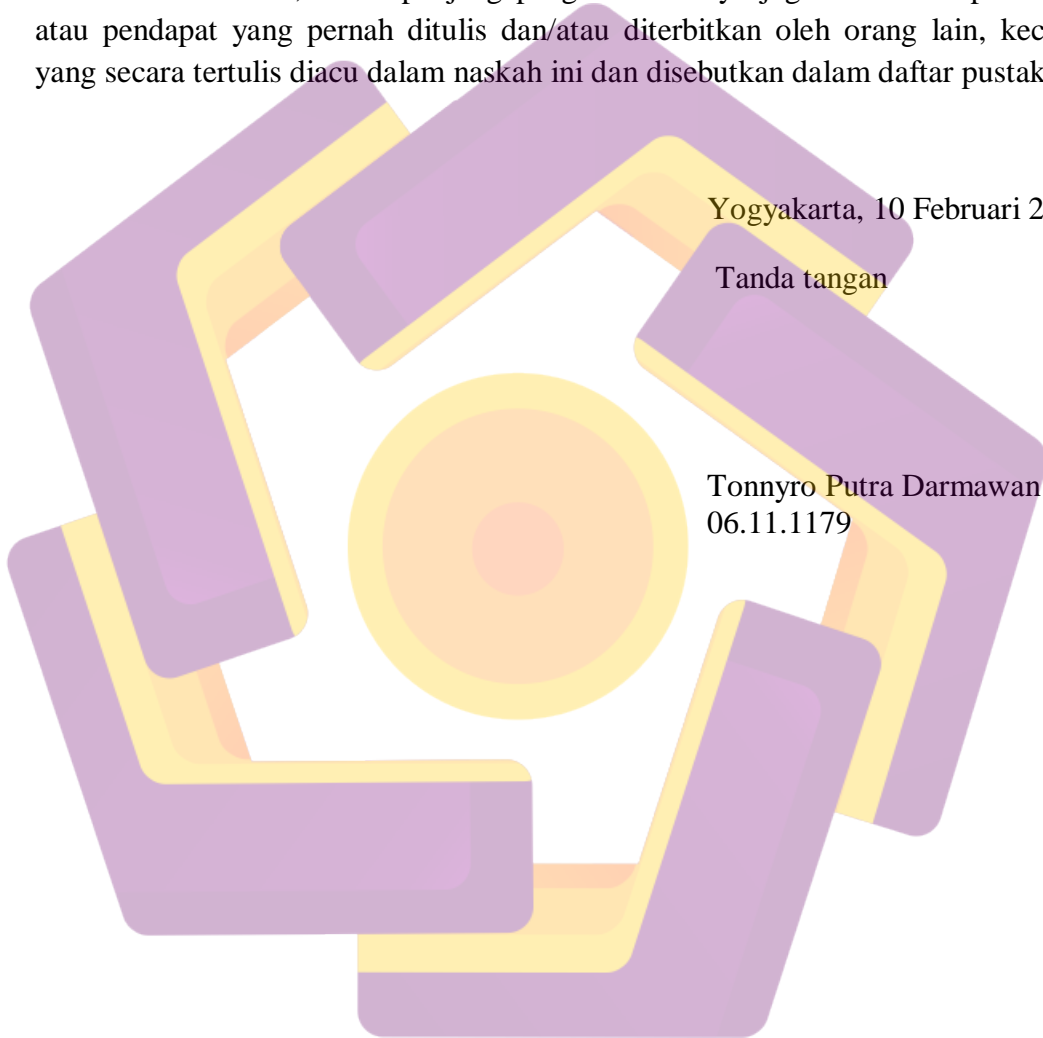 atau pendapat yang pernah ditulis dan/atau diterbitkan oleh orang lain, kec
yang secara tertulis diacu dalam naskah ini dan disebutkan dalam daftar pustak
Yogyakarta, 10 Februari 2
Tanda tangan
Tonnyro Putra Darmawan
06.11.1179